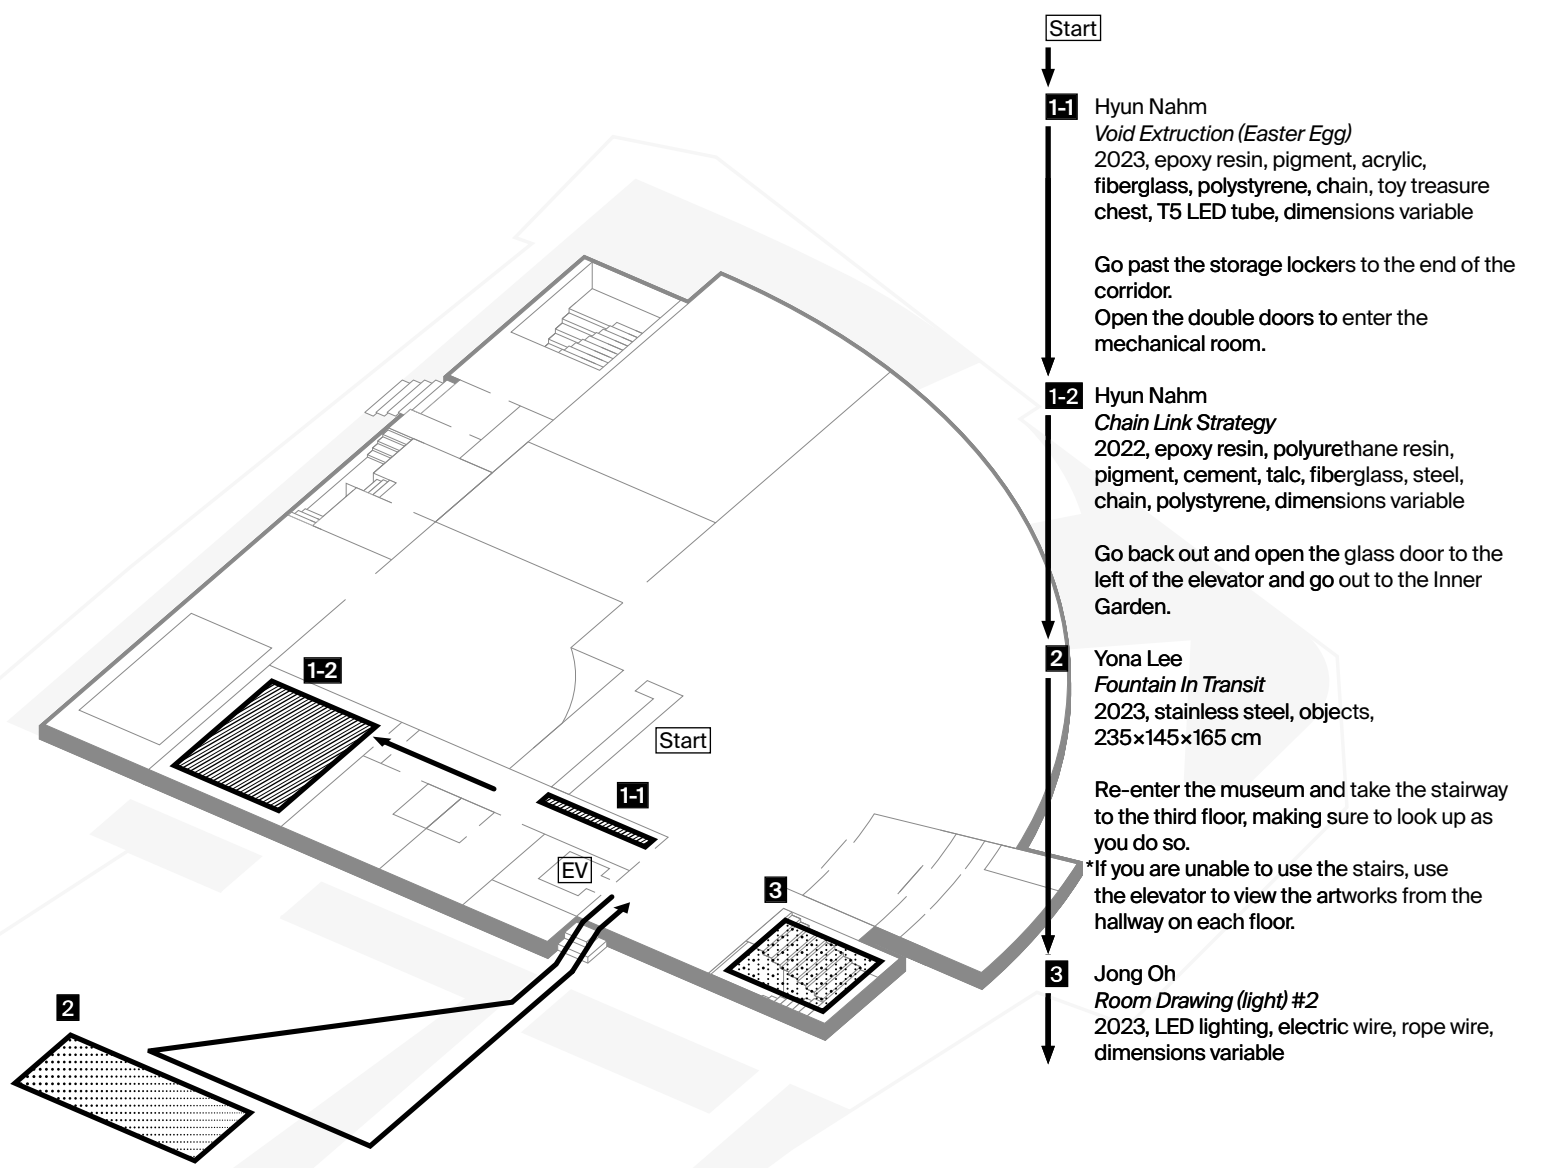 Start
1-1 Hyun Nahm
Void Extruction (Easter Egg)
2023, epoxy resin, pigment, acrylic,
fiberglass, polystyrene, chain, toy treasure
chest, T5 LED tube, dimensions variable
Go past the storage lockers to the end of the
corridor.
Open the double doors to enter the
mechanical room.
1-2 Hyun Nahm
Chain Link Strategy
2022, epoxy resin, polyurethane resin,
pigment, cement, talc, fiberglass, steel,
chain, polystyrene, dimensions variable
Go back out and open the glass door to the
left of the elevator and go out to the Inner
Garden.
2 Yona Lee
Fountain In Transit
2023, stainless steel, objects,
235×145×165 cm
Re-enter the museum and take the stairway
to the third floor, making sure to look up as
you do so.
*If you are unable to use the stairs, use
the elevator to view the artworks from the
hallway on each floor.
3 Jong Oh
Room Drawing (light) #2
2023, LED lighting, electric wire, rope wire,
dimensions variable
1-2
Start
1-1
EV
3
2